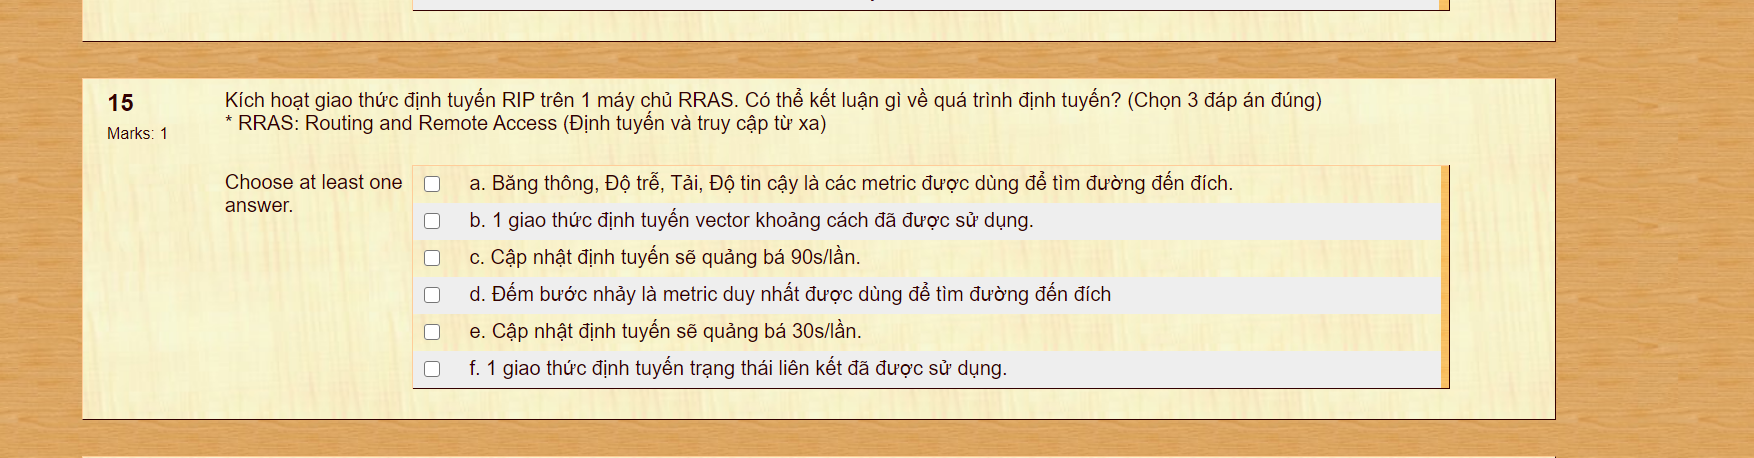 15
Marks: 1
Kích hoạt giao thức định tuyến RIP trên 1 máy chủ RRAS. Có thể kết luận gì về quá trình định tuyến? (Chọn 3 đáp án đúng)
* RRAS: Routing and Remote Access (Định tuyến và truy cập từ xa)
Choose at least one
answer.
a. Băng thông, Độ trễ, Tải, Độ tin cậy là các metric được dùng để tìm đường đến đích.
b. 1 giao thức định tuyến vector khoảng cách đã được sử dụng.
c. Cập nhật định tuyến sẽ quảng bá 90s/lần.
d. Đếm bước nhảy là metric duy nhất được dùng để tìm đường đến đích
e. Cập nhật định tuyến sẽ quảng bá 30s/lần.
f. 1 giao thức định tuyến trạng thái liên kết đã được sử dụng.